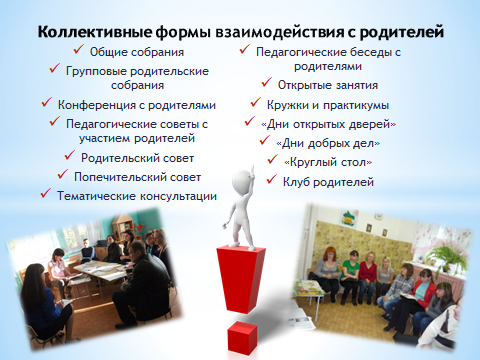 Коллективные формы взаимодействия с родителей
Общие собрания
Групповые родительские
собрания
Конференция с родителями
Педагогические советы с
участием родителей
Родительский совет
Попечительский совет
Тематические консультации
Педагогические беседы с
родителями
Открытые занятия
Кружки и практикумы
«Дни открытых дверей»
«Дни добрых дел»
«Круглый стол»
Клуб родителей